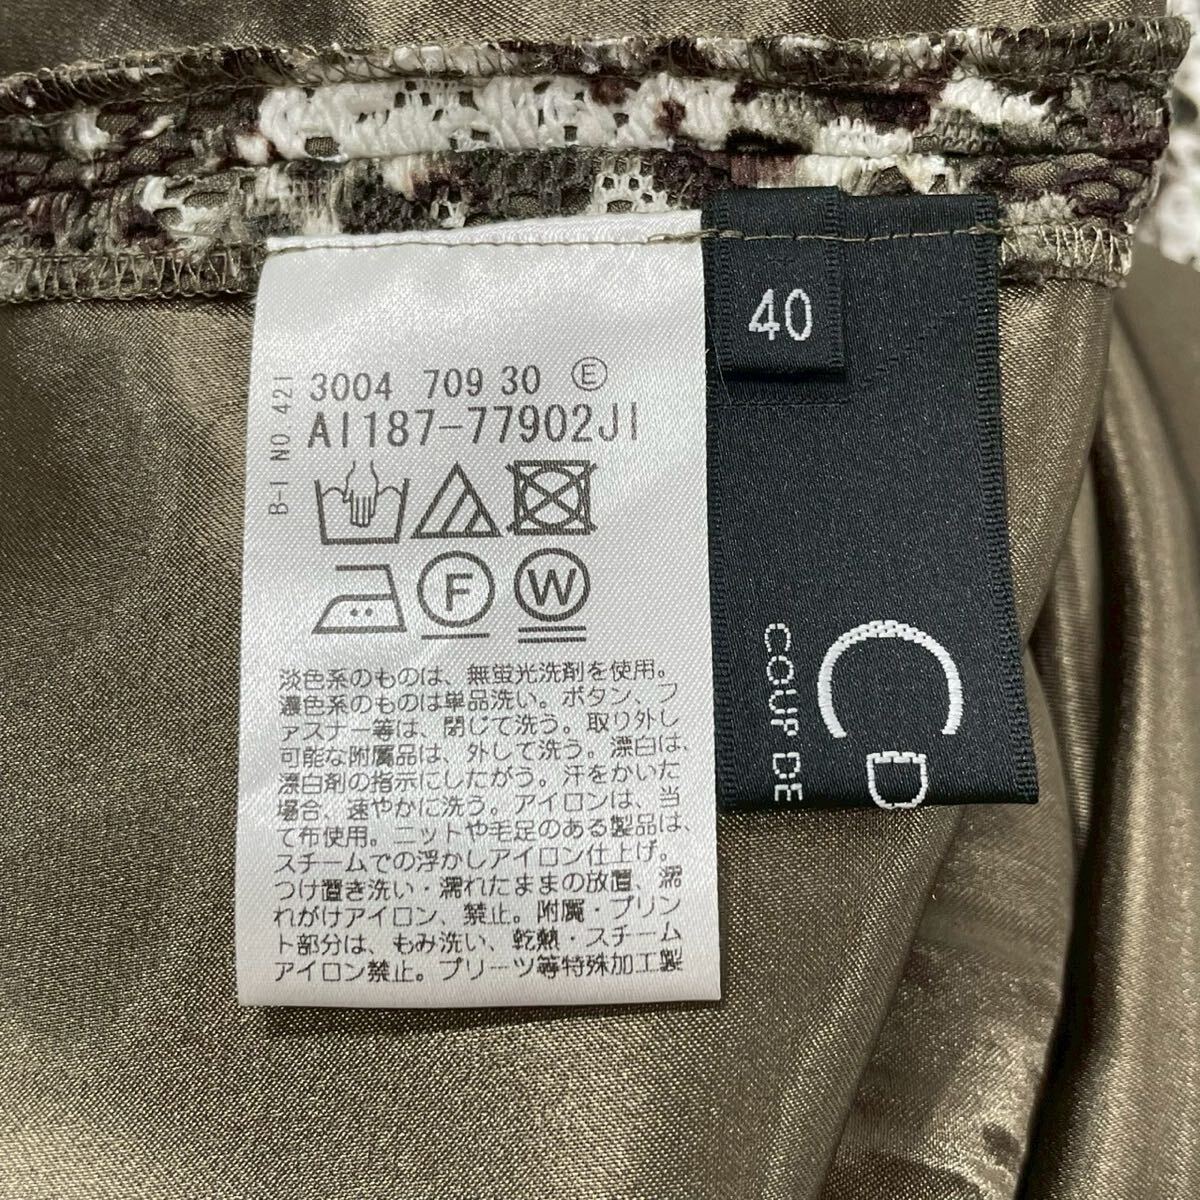 B-1 NO 421
3004 709 30 Ⓔ
A1187-77902J1
F
W
淡色系のものは、無蛍光洗剤を使用。
濃色系のものは単品洗い。ボタン、フ
ァスナー等は、閉じて洗う。取り外し
可能な附属品は、外して洗う。漂白は、
漂白剤の指示にしたがう。汗をかいた
場合、速やかに洗う。アイロンは、当
て布使用。ニットや毛足のある製品は、
スチームでの浮かしアイロン仕上げ。
つけ置き洗い・濡れたままの放置、濡
れがけアイロン、禁止。附属・プリン
ト部分は、もみ洗い、乾熱・スチーム
アイロン禁止。プリーツ等特殊加工製
40
CD
COUP DE